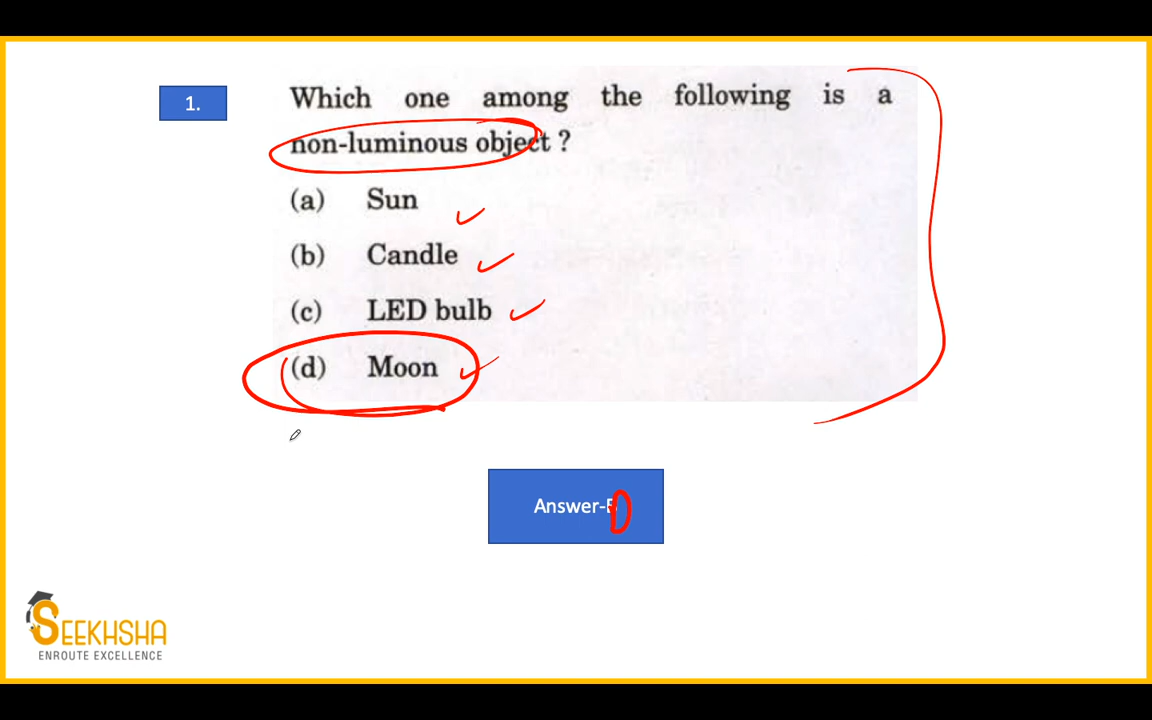 1.
Which one among the following is a
non-luminous object ?
(a) Sun
(b) Candle
(c) LED bulb
(d) Moon
Answer-D
SEEKHSHA
ENROUTE EXCELLENCE